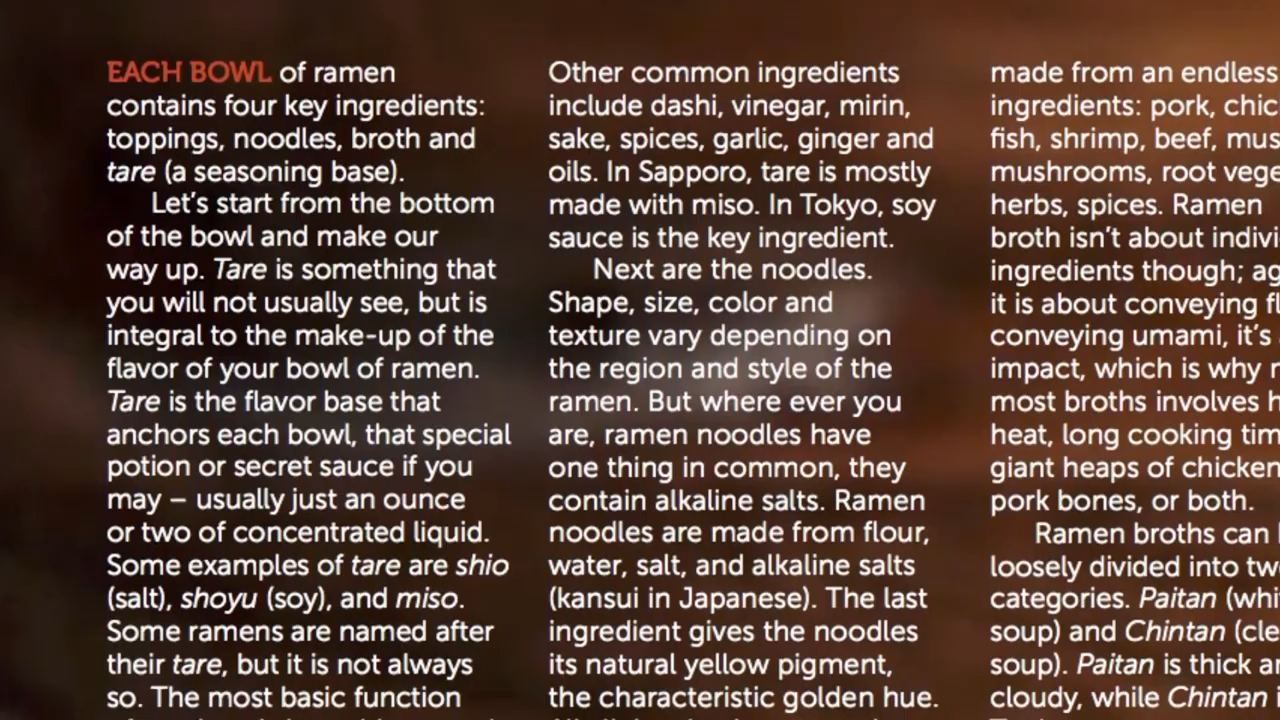 EACH BOWL of ramen
contains four key ingredients:
toppings, noodles, broth and
tare (a seasoning base).
Let's start from the bottom
of the bowl and make our
way up. Tare is something that
you will not usually see, but is
integral to the make-up of the
flavor of your bowl of ramen.
Tare is the flavor base that
anchors each bowl, that special
potion or secret sauce if you
may – usually just an ounce
or two of concentrated liquid.
Some examples of tare are shio
(salt), shoyu (soy), and miso.
Some ramens are named after
their tare, but it is not always
so. The most basic function
Other common ingredients
include dashi, vinegar, mirin,
sake, spices, garlic, ginger and
oils. In Sapporo, tare is mostly
made with miso. In Tokyo, soy
sauce is the key ingredient.
Next are the noodles.
Shape, size, color and
texture vary depending on
the region and style of the
ramen. But where ever you
are, ramen noodles have
one thing in common, they
contain alkaline salts. Ramen
noodles are made from flour,
water, salt, and alkaline salts
(kansui in Japanese). The last
ingredient gives the noodles
its natural yellow pigment,
the characteristic golden hue.
made from an endless
ingredients: pork, chic
fish, shrimp, beef, mus
mushrooms, root vege
herbs, spices. Ramen
broth isn't about indivi
ingredients though; ag
it is about conveying fl
conveying umami, it's
impact, which is why
most broths involves h
heat, long cooking tim
giant heaps of chicken
pork bones, or both.
Ramen broths can
loosely divided into tw
categories. Paitan (whi
soup) and Chintan (cle
soup). Paitan is thick a
cloudy, while Chintan